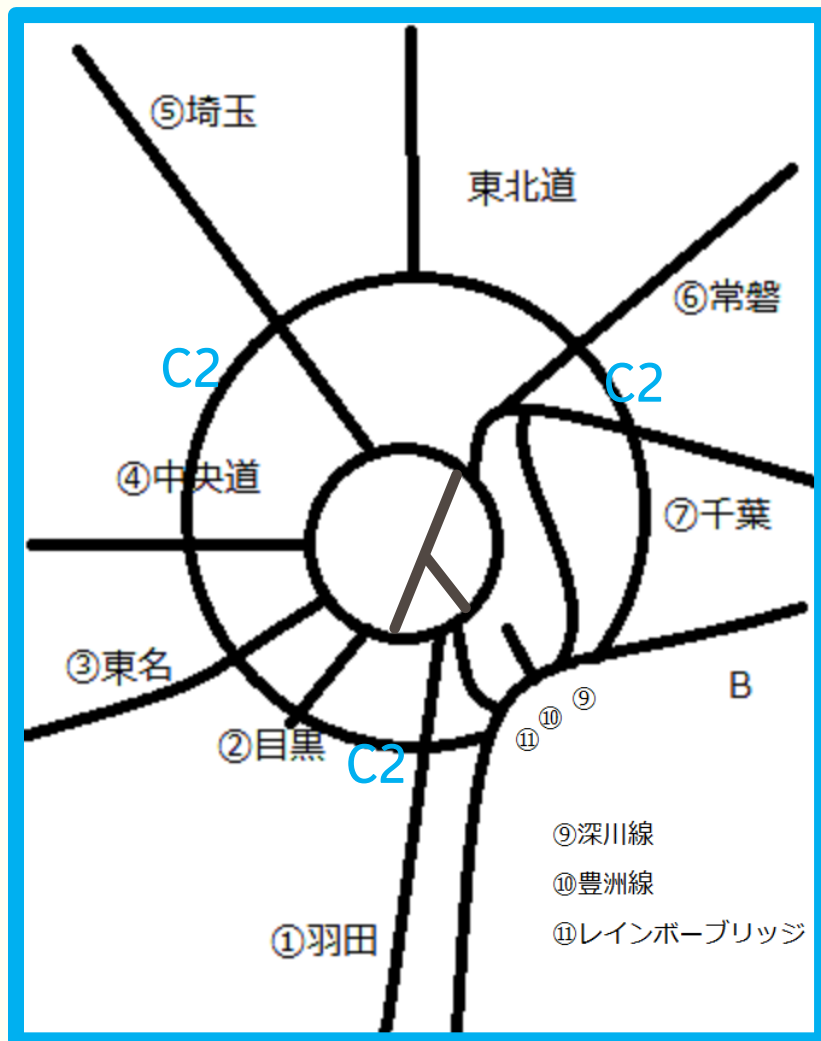 ⑤埼玉
東北道
⑥常磐
C2
C2
④中央道
⑦千葉
③東名
B
⑨
⑩
⑪
②目黒
C2
⑨深川線
⑩豊洲線
⑪レインボーブリッジ
①羽田